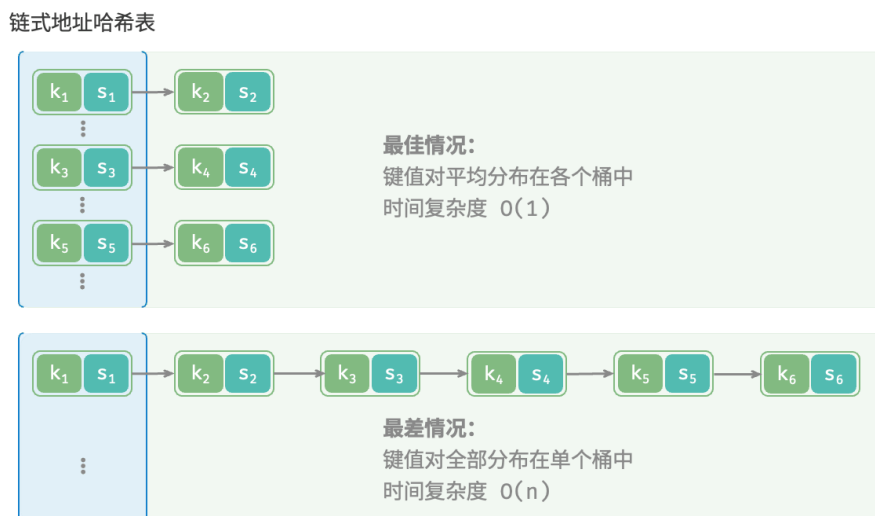 链式地址哈希表
k₁ s₁ k₂ s₂
k₃ s₃ k₄ s₄
k₅ s₅ k₆ s₆
最佳情况：
键值对平均分布在各个桶中
时间复杂度 O(1)
k₁ s₁ k₂ s₂ k₃ s₃ k₄ s₄ k₅ s₅ k₆ s₆
最差情况：
键值对全部分布在单个桶中
时间复杂度 O(n)